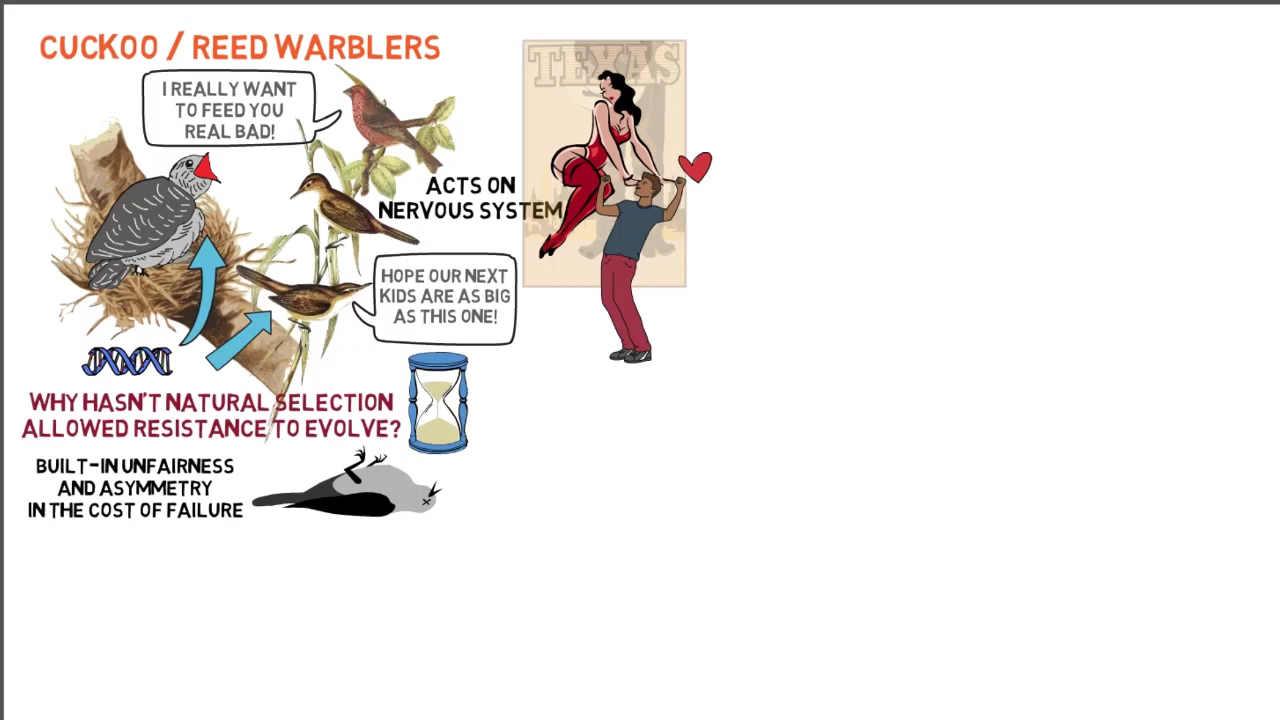 CUCKOO / REED WARBLERS
I REALLY WANT
TO FEED YOU
REAL BAD!
TEXAS
ACTS ON
NERVOUS SYSTEM
HOPE OUR NEXT
KIDS ARE AS BIG
AS THIS ONE!
WHY HASN'T NATURAL SELECTION
ALLOWED RESISTANCE TO EVOLVE?
BUILT-IN UNFAIRNESS
AND ASYMMETRY
IN THE COST OF FAILURE